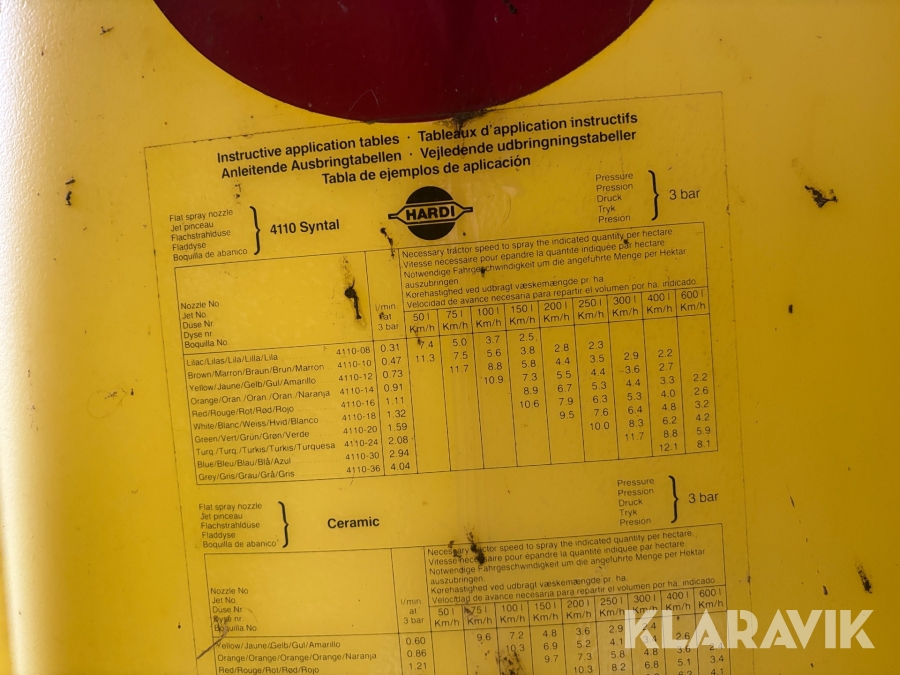 Instructive application tables · Tableaux d'application instructifs
Anleitende Ausbringtabellen · Vejledende udbringningstabeller
Tabla de ejemplos de aplicación
Flat spray nozzle
Jet pinceau
Flachstrahlduse
Fladdyse
Boquilla de abanico
4110 Syntal
HARDI
Pressure
Pression
Druck
Tryk
Presion
3 bar
Necessary tractor speed to spray the indicated quantity per hectare
Vitesse necessaire pour épandre la quantite indiquée par hectare
Notwendige Fahrgeschwindigkeit um die angeführte Menge per Hektar
auszubringen
Kørehastighed ved udbragt væskemængde pr. ha.
Velocidad de avance necesaria para repartir el volumen por ha. indicado
Nozzle No.
Jet No.
Duse Nr.
Dyse nr.
Boquilla No
l/min.
at
3 bar
50 l 75 l 100 l 150 l 200 l 250 l 300 l 400 l 600 l
Km/h Km/h Km/h Km/h Km/h Km/h Km/h Km/h Km/h
Lilac/Lilas/Lila/Lilla/Lila 4110-08 0.31 7.4 5.0 3.7 2.5
Brown/Marron/Braun/Brun/Marron 4110-10 0.47 11.3 7.5 5.6 3.8 2.8 2.3
Yellow/Jaune/Gelb/Gul/Amarillo 4110-12 0.73 11.7 8.8 5.8 4.4 3.5 2.9 2.2
Orange/Oran./Oran./Oran./Naranja 4110-14 0.91 10.9 7.3 5.5 4.4 3.6 2.7
Red/Rouge/Rot/Rød/Rojo 4110-16 1.11 8.9 6.7 5.3 4.4 3.3 2.2
White/Blanc/Weiss/Hvid/Blanco 4110-18 1.32 10.6 7.9 6.3 5.3 4.0 2.6
Green/Vert/Grün/Grøn/Verde 4110-20 1.59 9.5 7.6 6.4 4.8 3.2
Turq./Turq./Turkis/Turkis/Turquesa 4110-24 2.08 10.0 8.3 6.2 4.2
Blue/Bleu/Blau/Blå/Azul 4110-30 2.94 11.7 8.8 5.9
Grey/Gris/Grau/Grå/Gris 4110-36 4.04 12.1 8.1
Flat spray nozzle
Jet pinceau
Flachstrahlduse
Fladdyse
Boquilla de abanico
Ceramic
Pressure
Pression
Druck
Tryk
Presion
3 bar
Necessary tractor speed to spray the indicated quantity per hectare
Vitesse necessaire pour épandre la quantite indiquée par hectare
Notwendige Fahrgeschwindigkeit um die angeführte Menge per Hektar
auszubringen
Kørehastighed ved udbragt væskemængde pr. ha.
Velocidad de avance necesaria para repartir el volumen por ha. indicado
Nozzle No.
Jet No.
Duse Nr.
Dyse nr.
Boquilla No.
l/min
at
3 bar
50 l 75 l 100 l 150 l 200 l 250 l 300 l 400 l 600 l
Km/h Km/h Km/h Km/h Km/h Km/h Km/h Km/h Km/h
Yellow/Jaune/Gelb/Gul/Amarillo 0.60 9.6 7.2 4.8 3.6 2.9 2.4
Orange/Orange/Orange/Orange/Naranja 0.86 10.3 6.9 5.2 4.1 3.4 2.6
Red/Rouge/Rot/Rød/Rojo 1.21 9.7 7.3 5.8 4.8
10.3 8.2 6.8 5.1 3.4
KLARAVIK